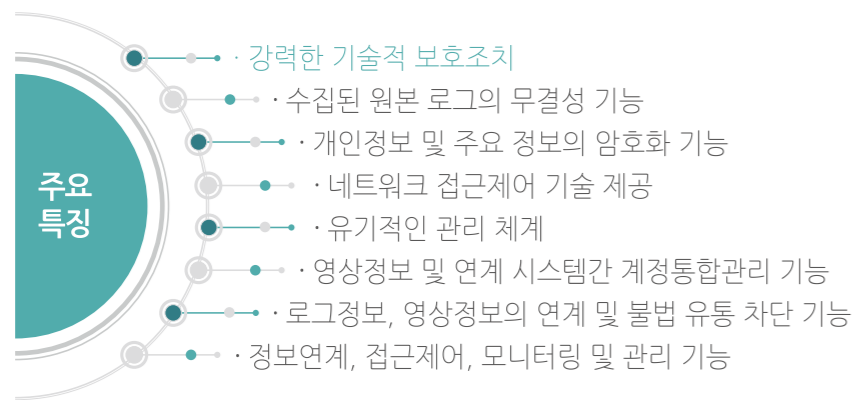 · 강력한 기술적 보호조치
· 수집된 원본 로그의 무결성 기능
· 개인정보 및 주요 정보의 암호화 기능
주요
특징
· 네트워크 접근제어 기술 제공
· 유기적인 관리 체계
· 영상정보 및 연계 시스템간 계정통합관리 기능
· 로그정보, 영상정보의 연계 및 불법 유통 차단 기능
· 정보연계, 접근제어, 모니터링 및 관리 기능